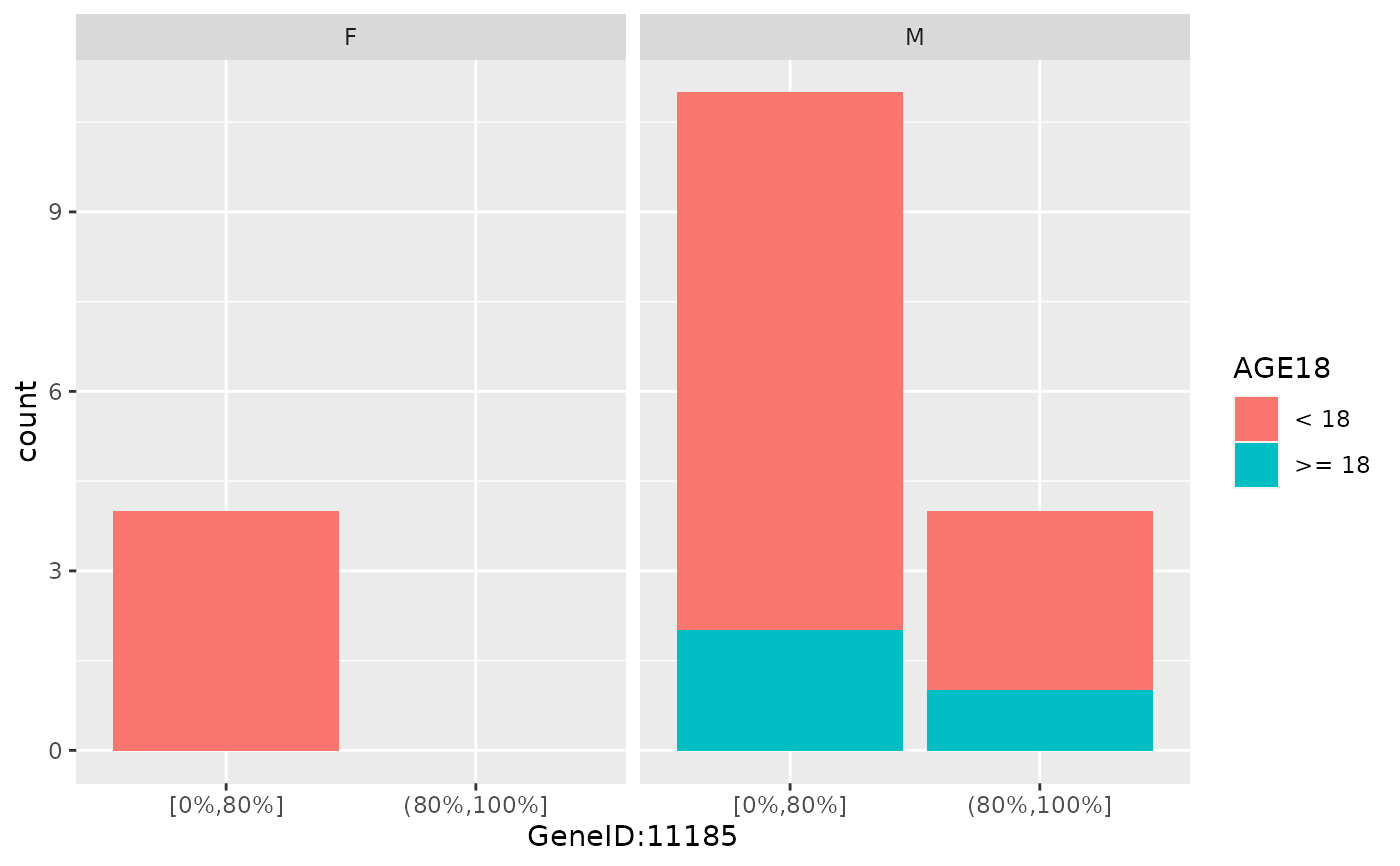 F
M
9
6
3
0
count
[0%,80%]
(80%,100%]
[0%,80%]
(80%,100%]
GeneID:11185
AGE18
< 18
>= 18